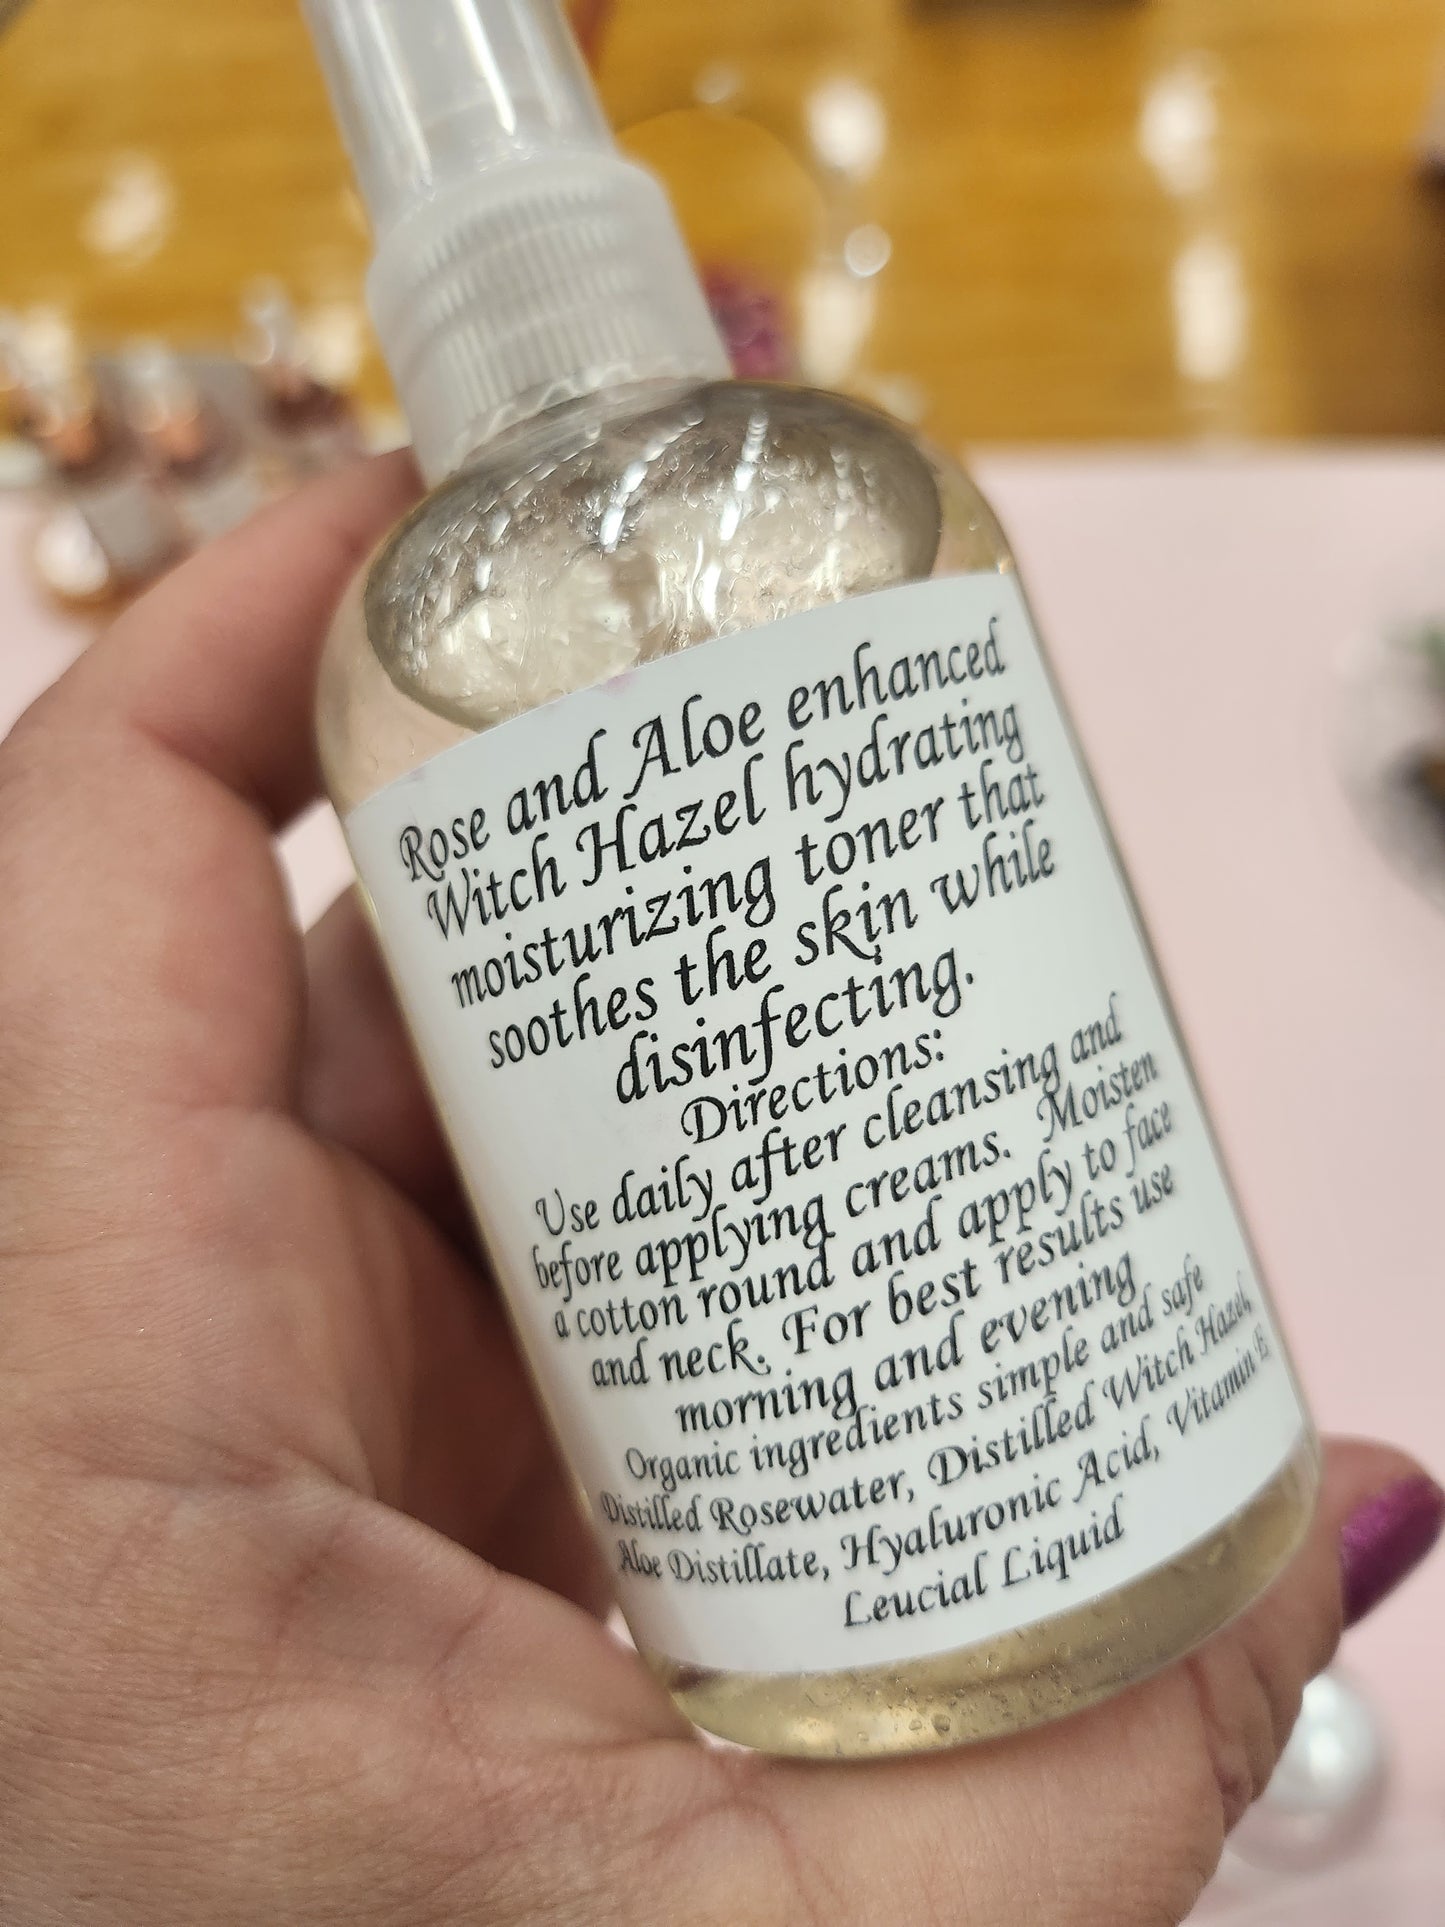 Rose and Aloe enhanced
Witch Hazel hydrating
moisturizing toner that
soothes the skin while
disinfecting.
Directions:
Use daily after cleansing and
before applying creams. Moisten
a cotton round and apply to face
and neck. For best results use
morning and evening
Organic ingredients simple and safe
Distilled Rosewater, Distilled Witch Hazel,
Aloe Distillate, Hyaluronic Acid, Vitamin E
Leucial Liquid